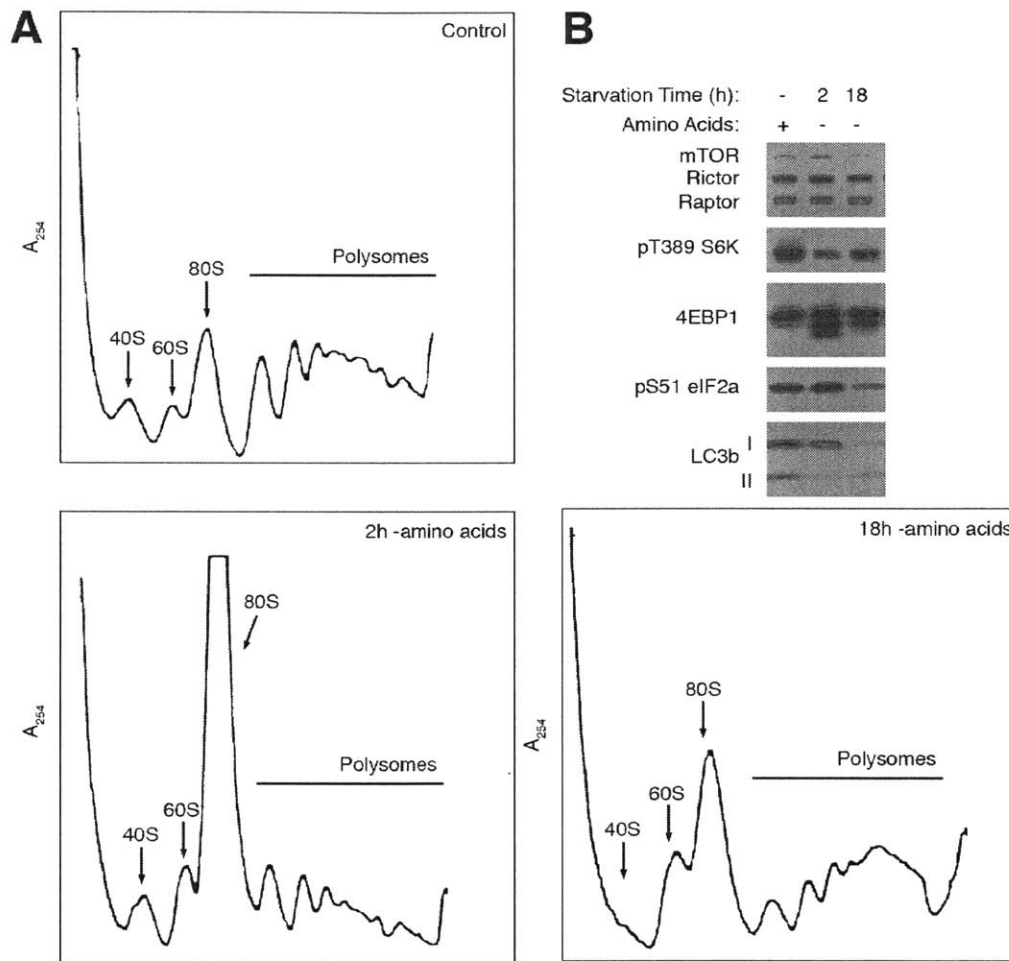 A
Control
A254
40S
60S
80S
Polysomes
B
Starvation Time (h): - 2 18
Amino Acids: + - -
mTOR
Rictor
Raptor
pT389 S6K
4EBP1
pS51 eIF2a
LC3b
I
II
2h -amino acids
A254
40S
60S
80S
Polysomes
18h -amino acids
A254
40S
60S
80S
Polysomes